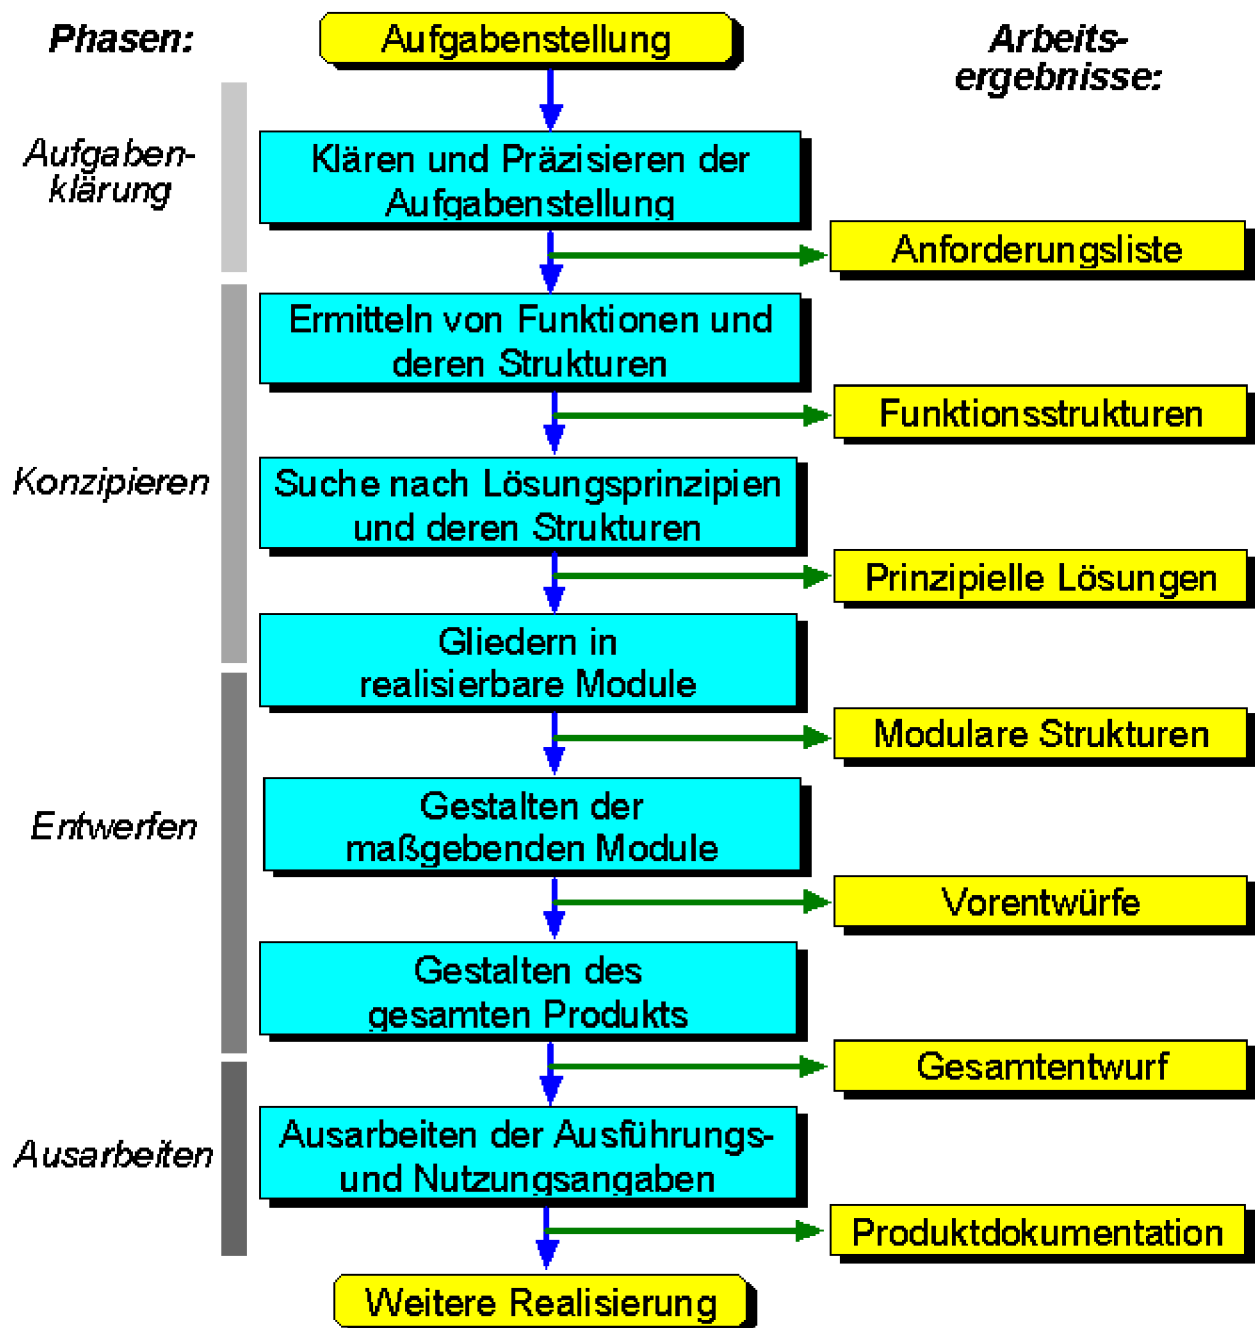 Phasen:
Aufgabenstellung
Arbeits-
ergebnisse:
Aufgaben-
klärung
Klären und Präzisieren der
Aufgabenstellung
Anforderungsliste
Ermitteln von Funktionen und
deren Strukturen
Funktionsstrukturen
Konzipieren
Suche nach Lösungsprinzipien
und deren Strukturen
Prinzipielle Lösungen
Gliedern in
realisierbare Module
Modulare Strukturen
Entwerfen
Gestalten der
maßgebenden Module
Vorentwürfe
Gestalten des
gesamten Produkts
Gesamtentwurf
Ausarbeiten
Ausarbeiten der Ausführungs-
und Nutzungsangaben
Produktdokumentation
Weitere Realisierung